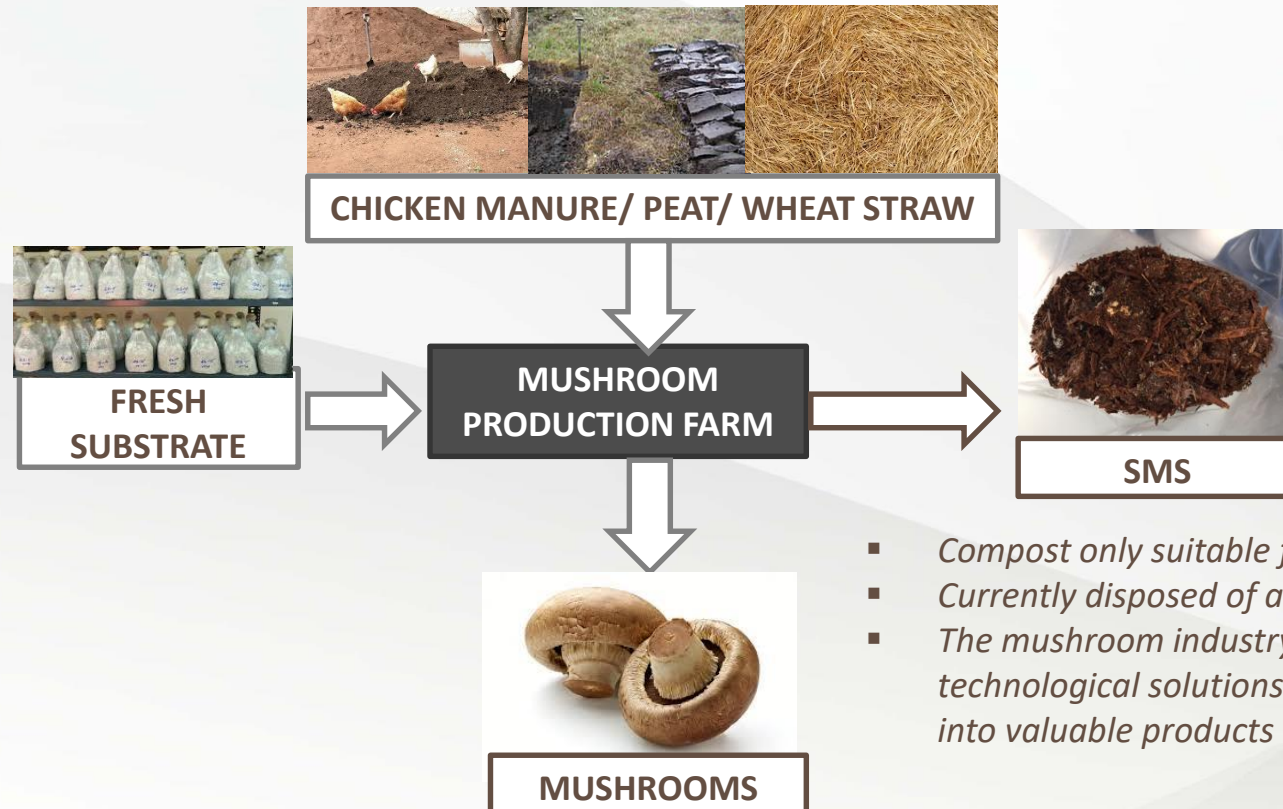 CHICKEN MANURE/ PEAT/ WHEAT STRAW
FRESH
SUBSTRATE
MUSHROOM
PRODUCTION FARM
SMS
▪ Compost only suitable
▪ Currently disposed of
▪ The mushroom industry
technological solutions
into valuable products
MUSHROOMS